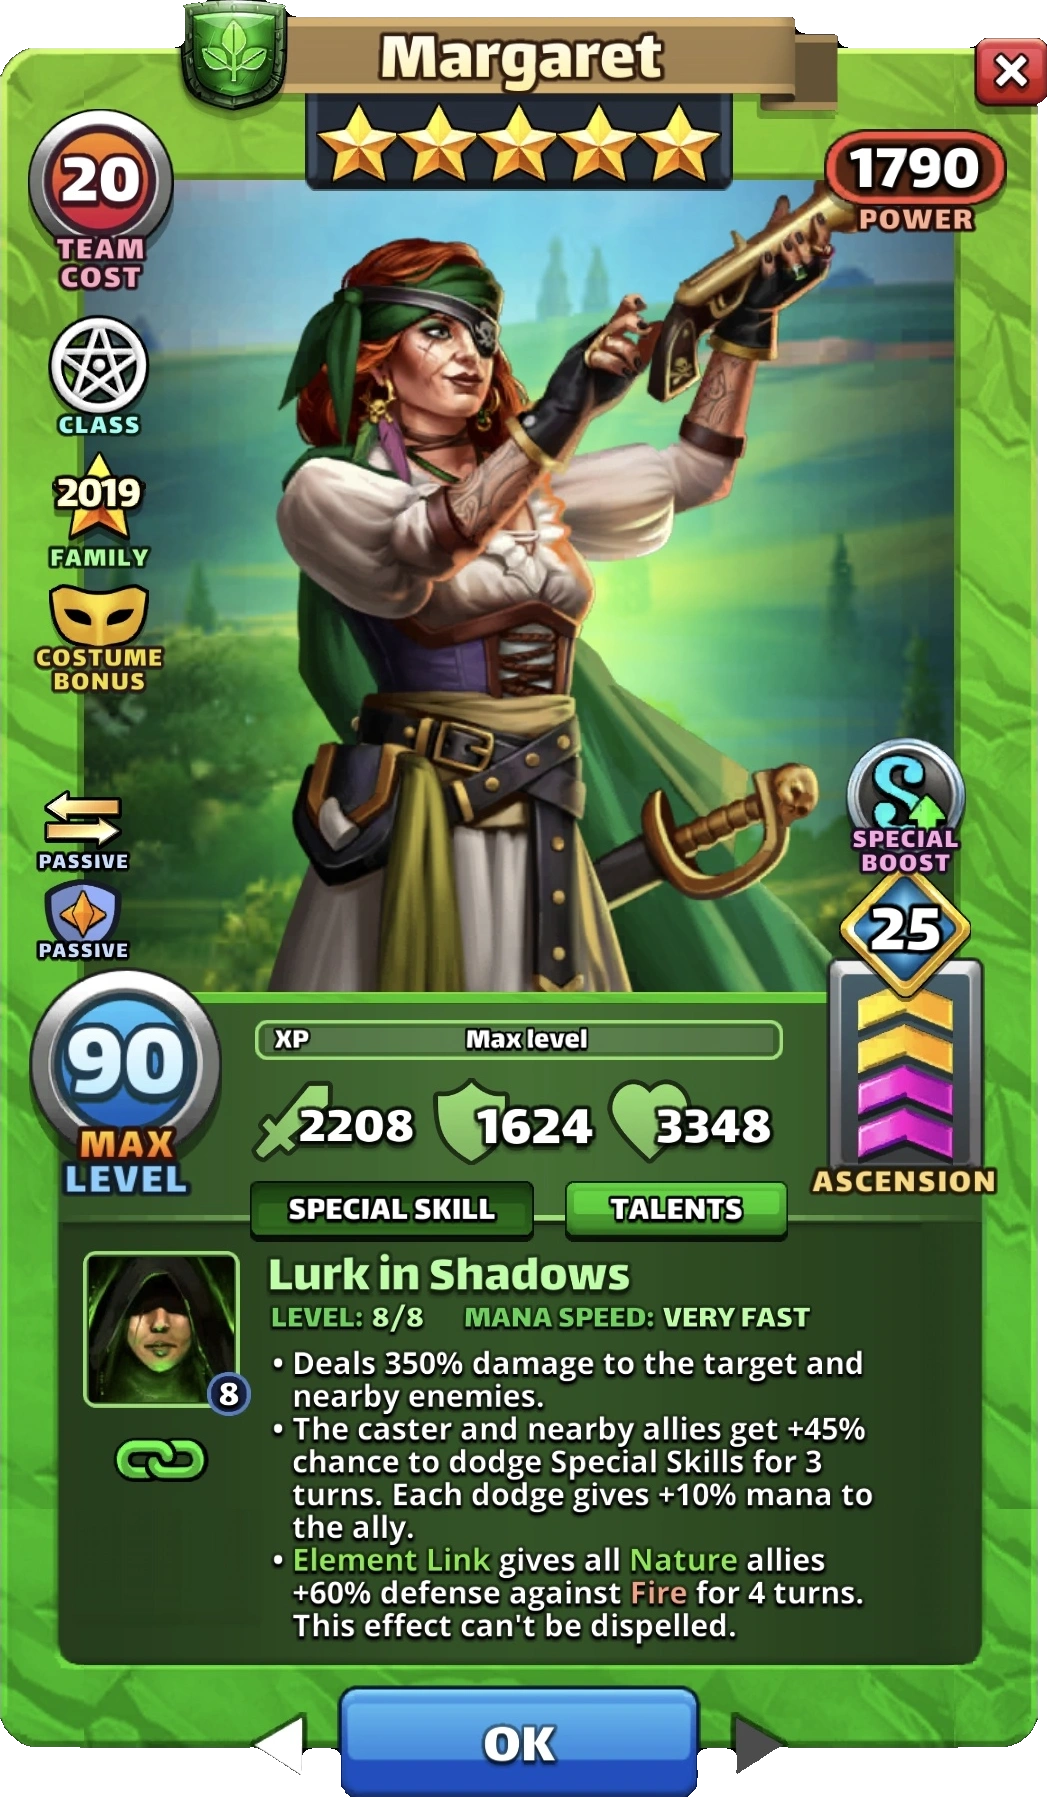 Margaret
20
TEAM
COST
1790
POWER
CLASS
2019
FAMILY
COSTUME
BONUS
PASSIVE
PASSIVE
SPECIAL
BOOST
25
90
MAX
LEVEL
XP Max level
2208 1624 3348
ASCENSION
SPECIAL SKILL TALENTS
Lurk in Shadows
LEVEL: 8/8 MANA SPEED: VERY FAST
8
• Deals 350% damage to the target and
nearby enemies.
• The caster and nearby allies get +45%
chance to dodge Special Skills for 3
turns. Each dodge gives +10% mana to
the ally.
• Element Link gives all Nature allies
+60% defense against Fire for 4 turns.
This effect can't be dispelled.
OK